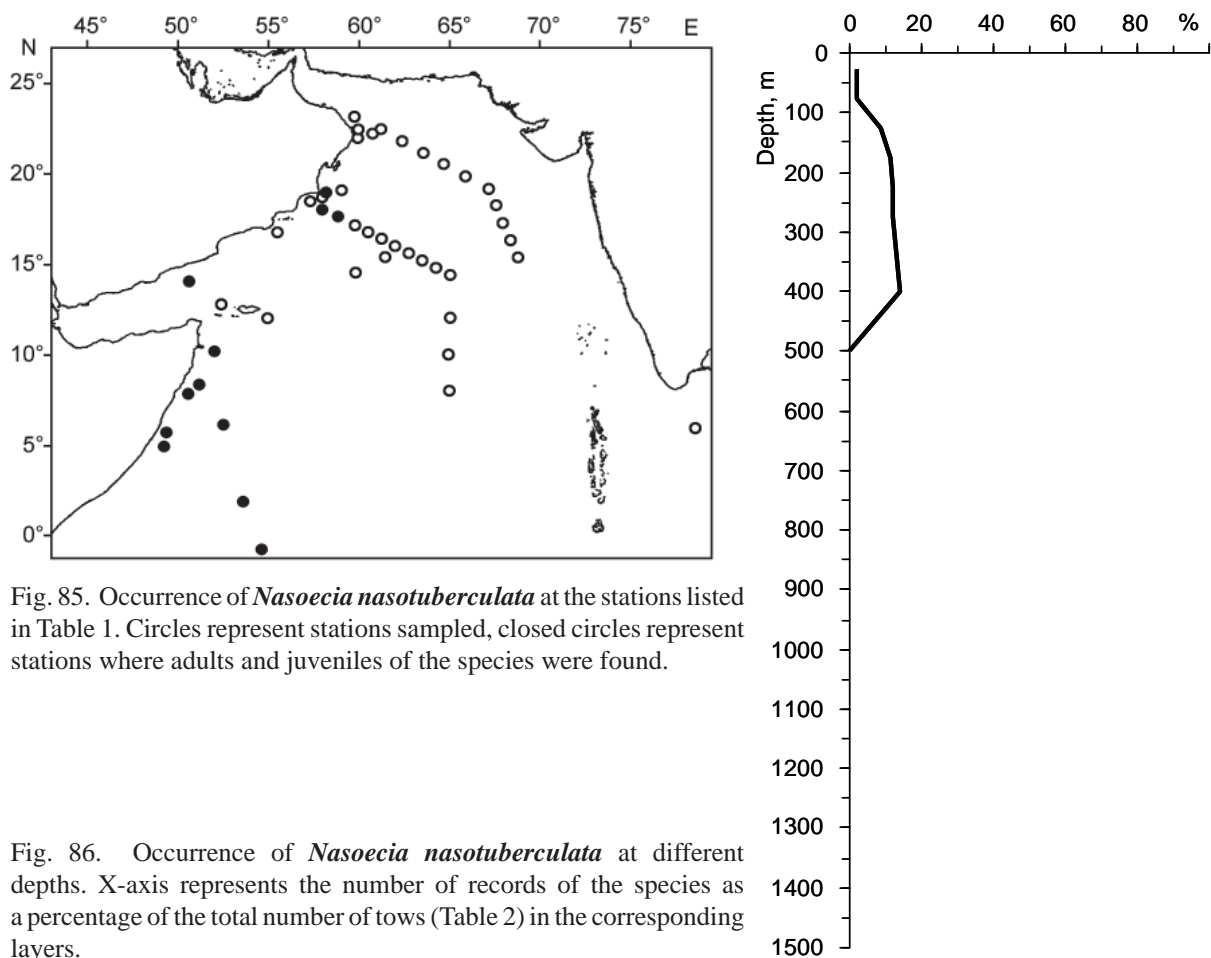 45° 50° 55° 60° 65° 70° 75° E
N
25°
20°
15°
10°
5°
0°
Fig. 85. Occurrence of Nasoecia nasotuberculata at the stations listed
in Table 1. Circles represent stations sampled, closed circles represent
stations where adults and juveniles of the species were found.
Fig. 86. Occurrence of Nasoecia nasotuberculata at different
depths. X-axis represents the number of records of the species as
a percentage of the total number of tows (Table 2) in the corresponding
layers.
0 20 40 60 80 %
Depth, m
0
100
200
300
400
500
600
700
800
900
1000
1100
1200
1300
1400
1500